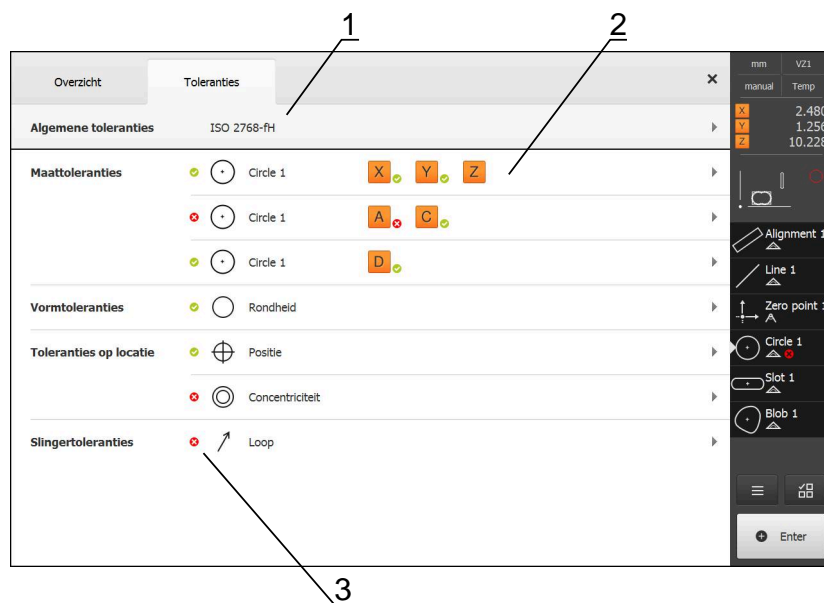 1 2
Overzicht Toleranties ×
Algemene toleranties ISO 2768-fH
Maattoleranties Circle 1 X Y Z
Circle 1 A C
Circle 1 D
Vormtoleranties Rondheid
Toleranties op locatie Positie
Concentriciteit
Slingertoleranties Loop
3
mm VZ1
manual Temp
X 2.480
Y 1.256
Z 10.228
Alignment 1
Line 1
Zero point 1
Circle 1
Slot 1
Blob 1
Enter